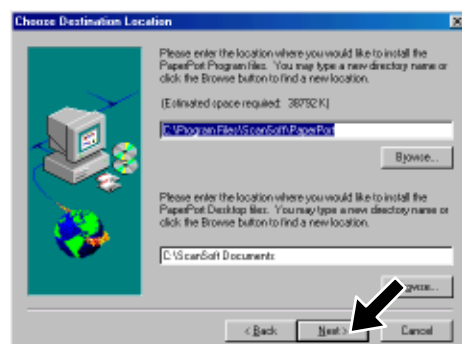 Choose Destination Location
Please enter the location where you would like to install the
PaperPort Program files. You may type a new directory name or
click the Browse button to find a new location.
(Estimated space required: 38792 K)
C:\Program Files\ScanSoft\PaperPort
Browse...
Please enter the location where you would like to install the
PaperPort Desktop files. You may type a new directory name or
click the Browse button to find a new location.
C:\ScanSoft Documents
< Back
Next >
Cancel